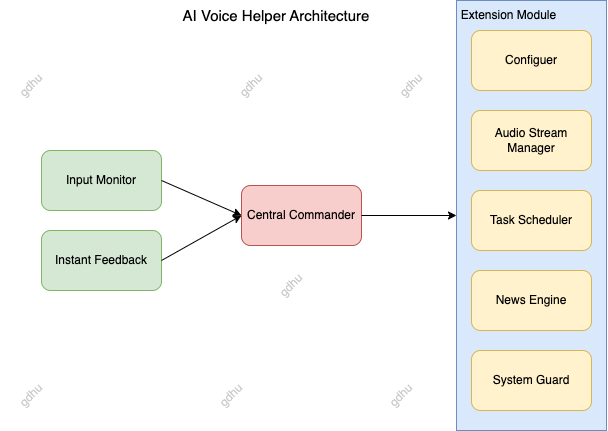 AI Voice Helper Architecture
Extension Module
Configuer
gdhu
gdhu
gdhu
Audio Stream
Manager
Input Monitor
Central Commander
Task Scheduler
Instant Feedback
gdhu
News Engine
System Guard
gdhu
gdhu
gdhu